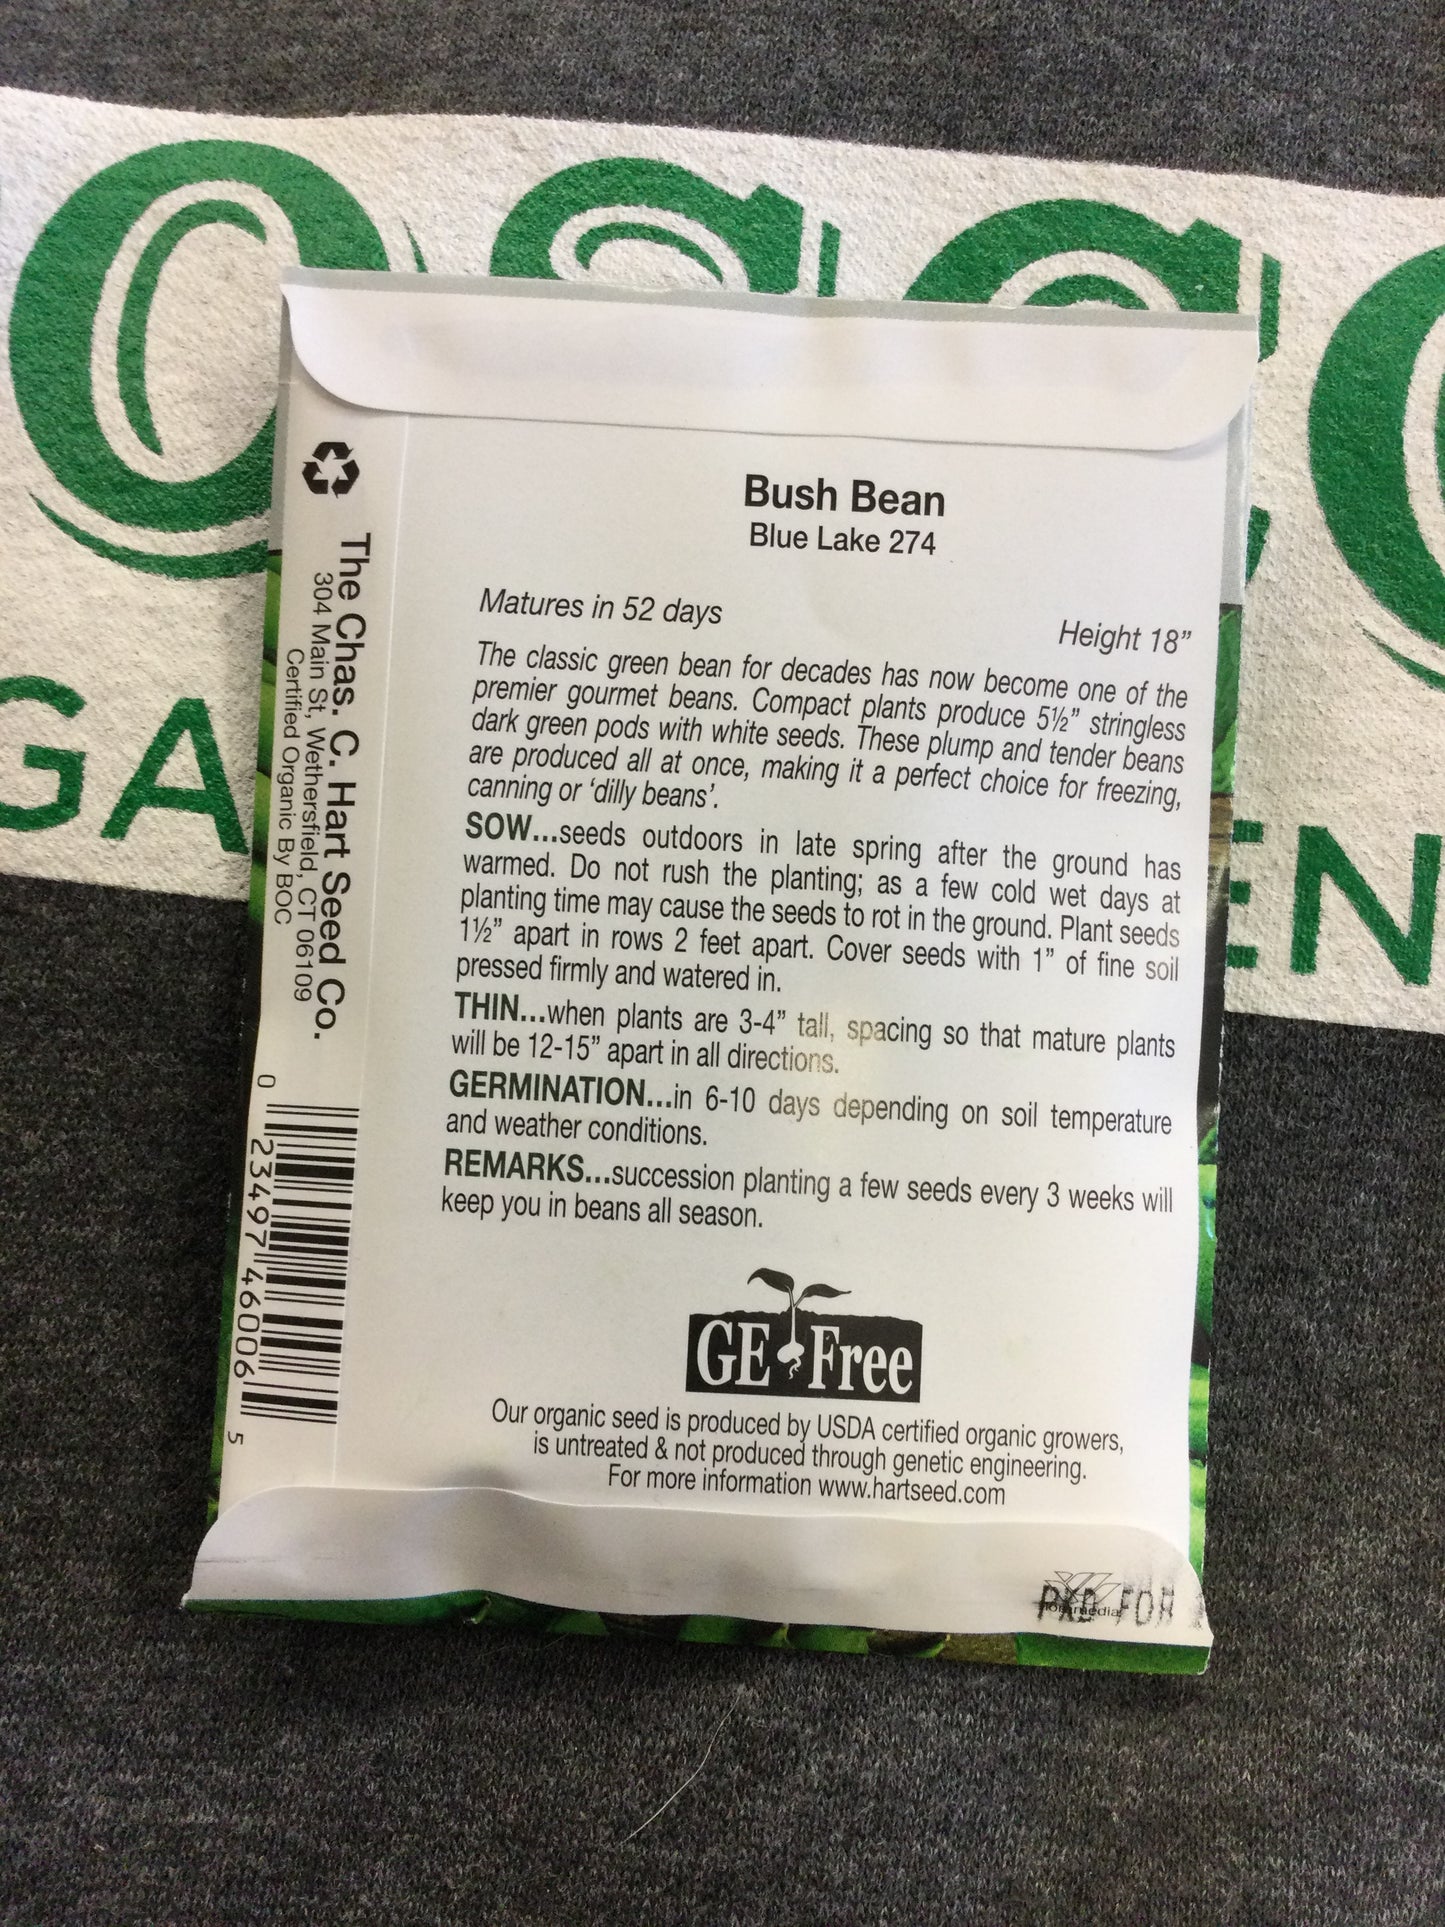 OSGO
GA
EN
Bush Bean
Blue Lake 274
Matures in 52 days
Height 18”
The classic green bean for decades has now become one of the
premier gourmet beans. Compact plants produce 5½” stringless
dark green pods with white seeds. These plump and tender beans
are produced all at once, making it a perfect choice for freezing,
canning or ‘dilly beans’.
SOW...seeds outdoors in late spring after the ground has
warmed. Do not rush the planting; as a few cold wet days at
planting time may cause the seeds to rot in the ground. Plant seeds
1½” apart in rows 2 feet apart. Cover seeds with 1” of fine soil
pressed firmly and watered in.
THIN...when plants are 3-4” tall, spacing so that mature plants
will be 12-15” apart in all directions.
GERMINATION...in 6-10 days depending on soil temperature
and weather conditions.
REMARKS...succession planting a few seeds every 3 weeks will
keep you in beans all season.
GE Free
Our organic seed is produced by USDA certified organic growers,
is untreated & not produced through genetic engineering.
For more information www.hartseed.com
PKD FOR
The Chas. C. Hart Seed Co.
304 Main St, Wethersfield, CT 06109
Certified Organic By BOC
0 23497 46006 5